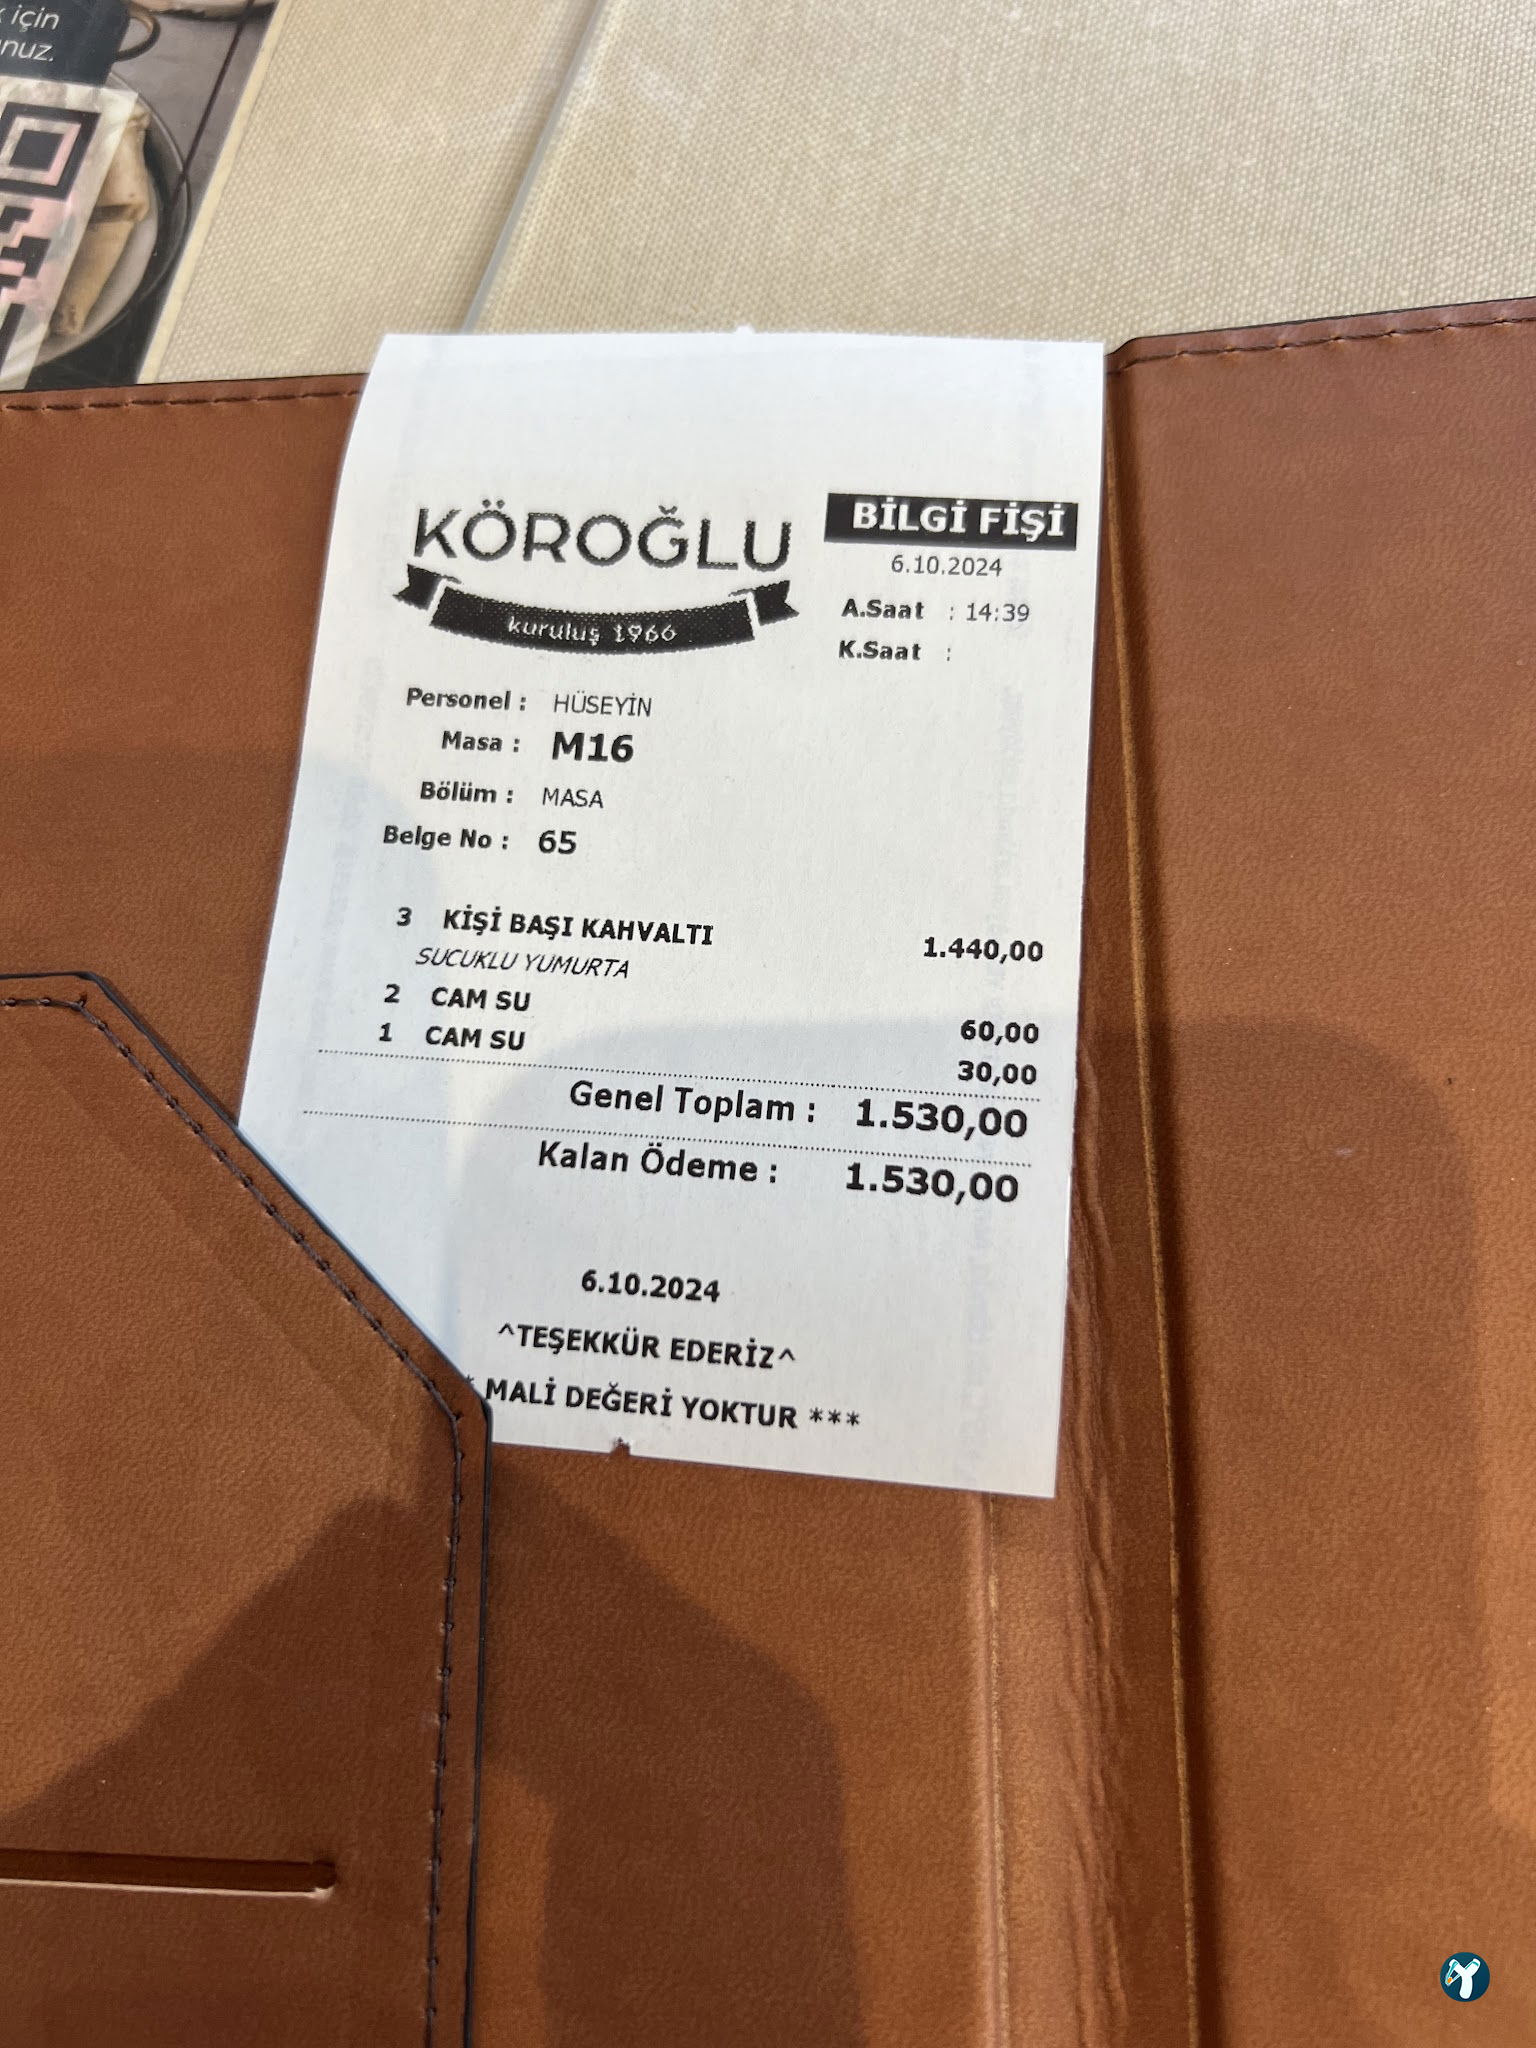 için
nuz.
KÖROĞLU
kuruluş 1966
BİLGİ FİŞİ
6.10.2024
A.Saat : 14:39
K.Saat :
Personel : HÜSEYİN
Masa : M16
Bölüm : MASA
Belge No : 65
3 KİŞİ BAŞI KAHVALTI 1.440,00
SUCUKLU YUMURTA
2 CAM SU 60,00
1 CAM SU 30,00
Genel Toplam : 1.530,00
Kalan Ödeme : 1.530,00
6.10.2024
^TEŞEKKÜR EDERİZ^
* MALİ DEĞERİ YOKTUR ***